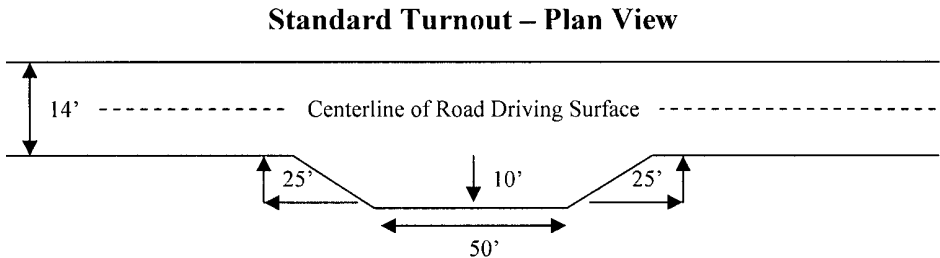 Standard Turnout – Plan View
14’
Centerline of Road Driving Surface
25’
10’
25’
50’